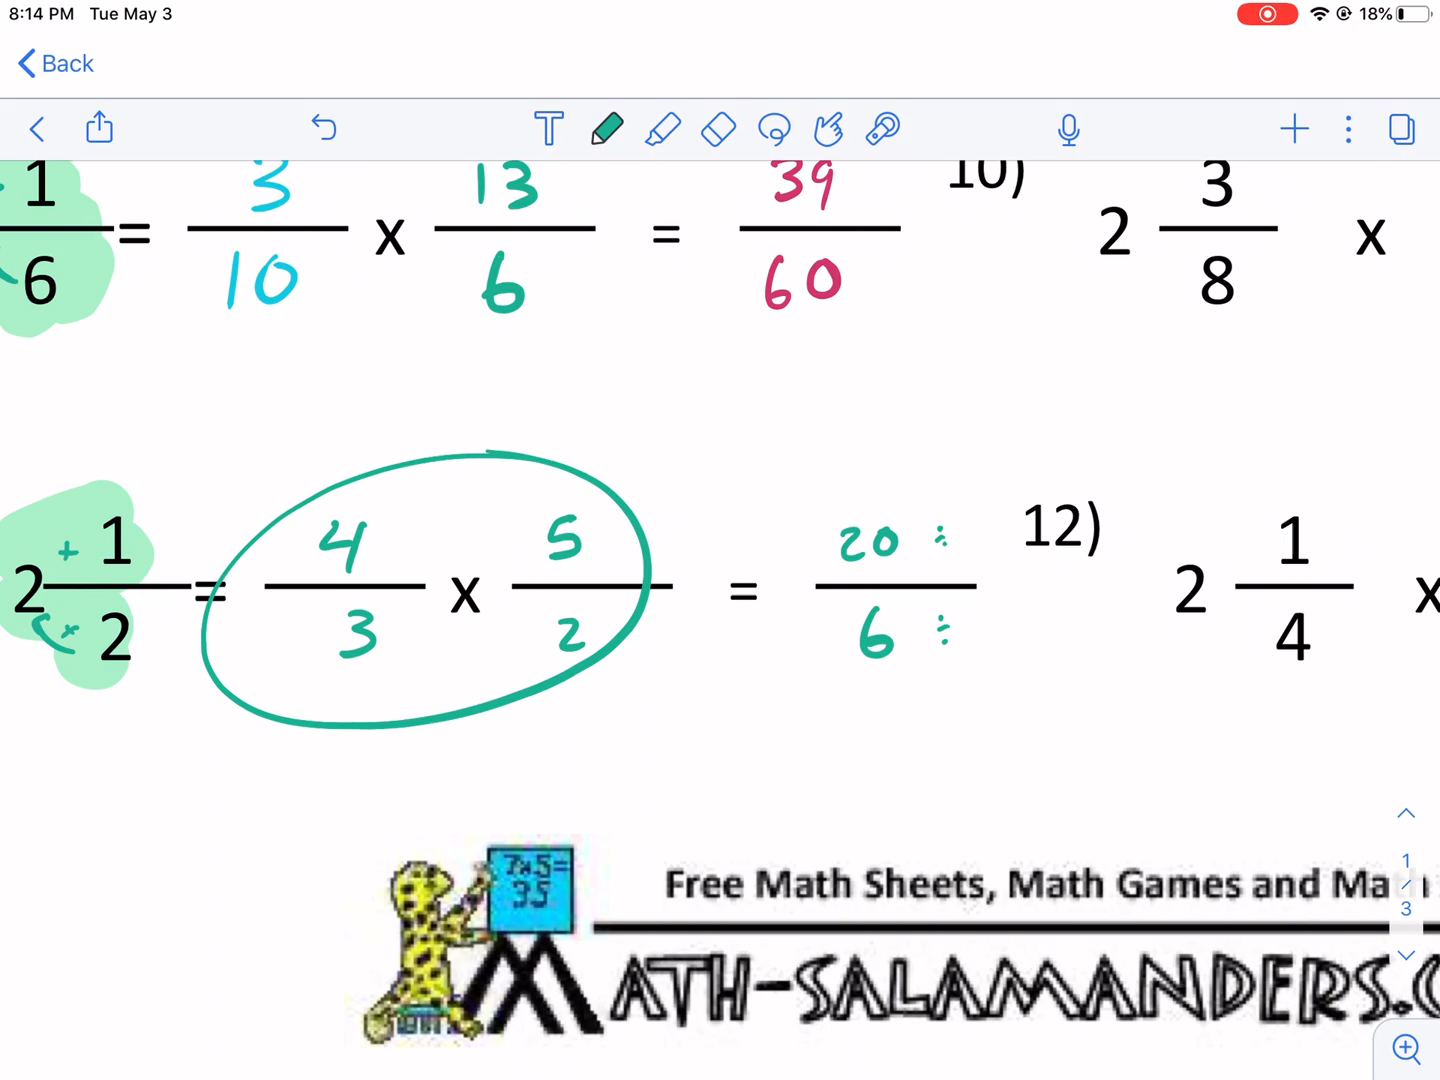 8:14 PM Tue May 3 18%
Back
1/6 = 3/10 x 13/6 = 39/60 10) 2 3/8 x
2 + 1/2 x = 4/3 x 5/2 = 20 ÷/6 ÷ 12) 2 1/4 x
1/3
7x5=
35
Free Math Sheets, Math Games and Ma
MATH-SALAMANDERS.C